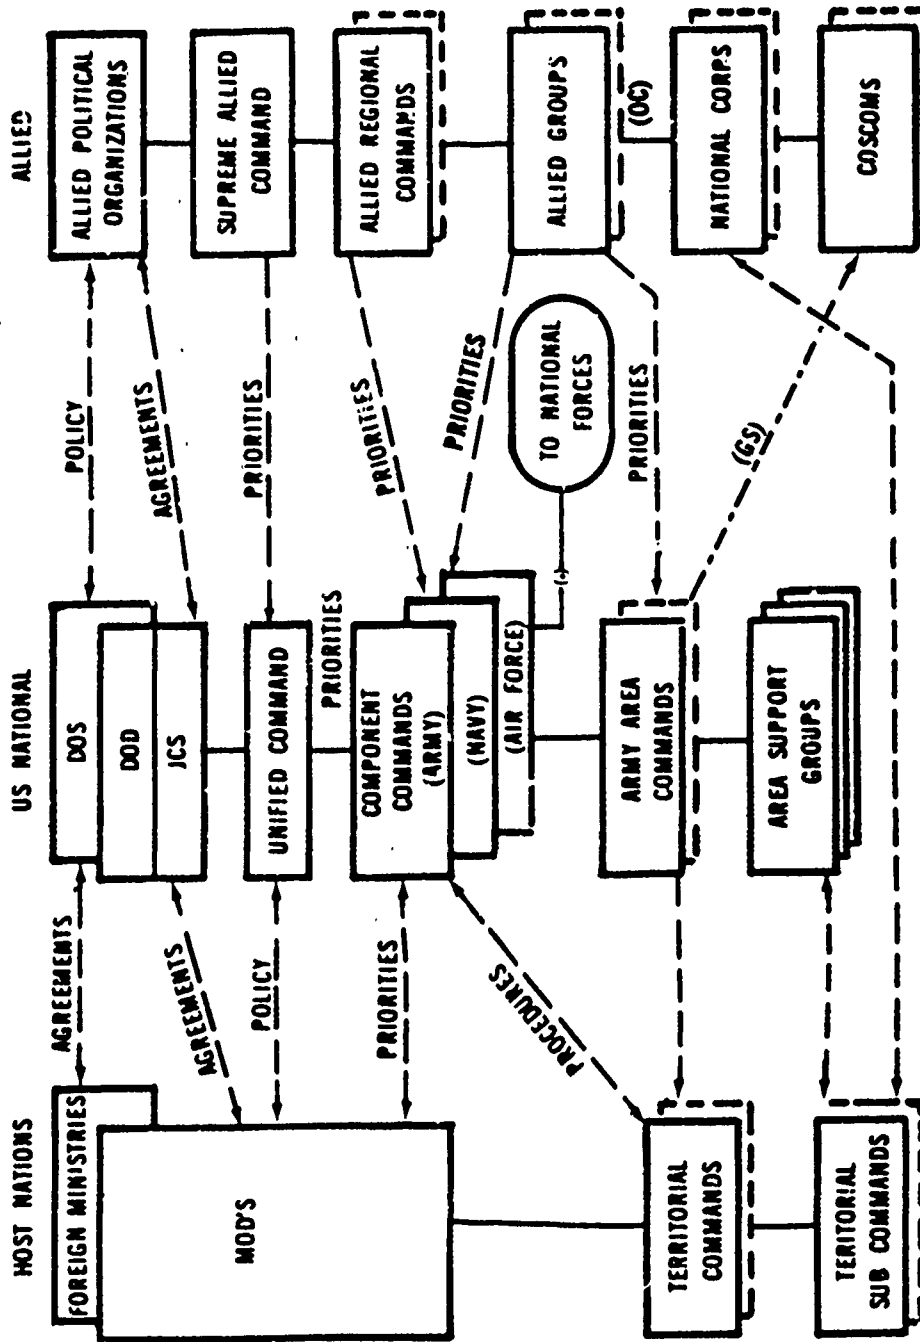 HOST NATIONS
US NATIONAL
ALLIED
FOREIGN MINISTRIES
MOD'S
TERRITORIAL
COMMANDS
TERITORIAL
SUB COMMANDS
AGREEMENTS
AGREEMENTS
POLICY
PRIORITIES
PROCEDURES
DOS
DOD
JCS
UNIFIED COMMAND
PRIORITIES
COMPONENT
COMMANDS
(ARMY)
(NAVY)
(AIR FORCE)
ARMY AREA
COMMANDS
AREA SUPPORT
GROUPS
POLICY
AGREEMENTS
PRIORITIES
PRIORITIES
PRIORITIES
TO NATIONAL
FORCES
PRIORITIES
(GS)
ALLIED POLITICAL
ORGANIZATIONS
SUPREME ALLIED
COMMAND
ALLIED REGIONAL
COMMANDS
ALLIED GROUPS
(OC)
NATIONAL CORPS
COSCOMS